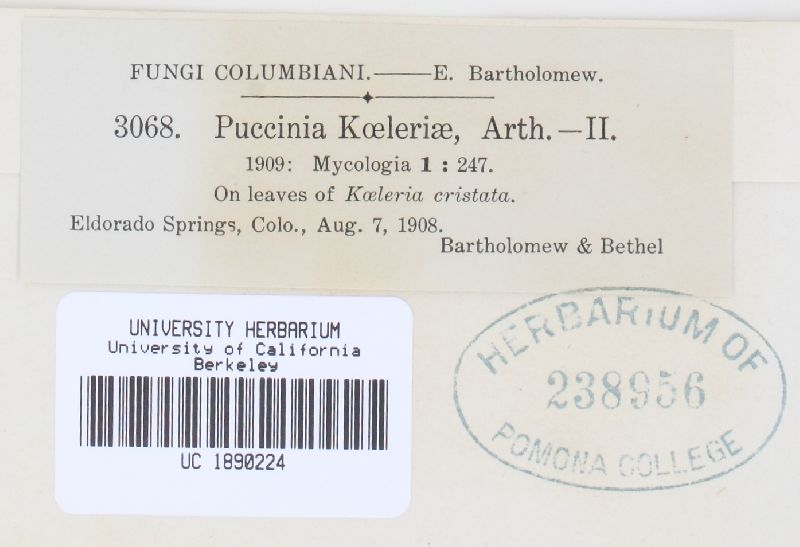 FUNGI COLUMBIANI.——E. Bartholomew.
3068. Puccinia Kœleriæ, Arth.—II.
1909: Mycologia 1 : 247.
On leaves of Kœleria cristata.
Eldorado Springs, Colo., Aug. 7, 1908.
Bartholomew & Bethel
UNIVERSITY HERBARIUM
University of California
Berkeley
UC 1890224
HERBARIUM OF
238956
POMONA COLLEGE